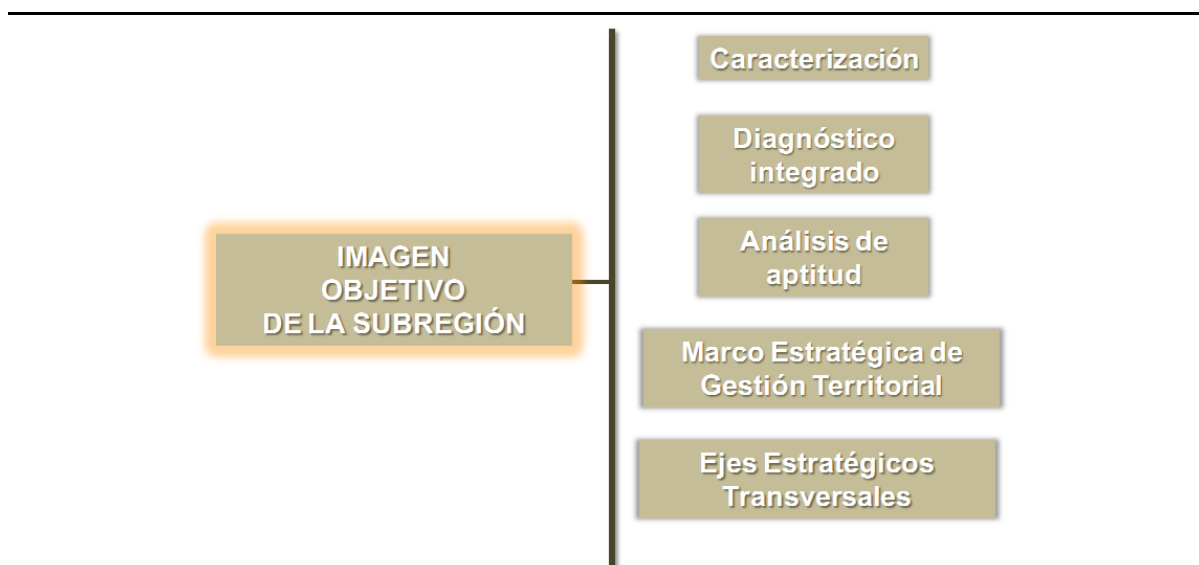 Caracterización
Diagnóstico
integrado
Análisis de
aptitud
IMAGEN
OBJETIVO
DE LA SUBREGIÓN
Marco Estratégica de
Gestión Territorial
Ejes Estratégicos
Transversales